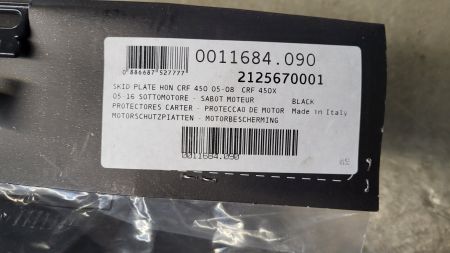 0011684.090
0 886687 527777
2125670001
SKID PLATE HON CRF 450 05-08 CRF 450X
05-16 SOTTOMOTORE - SABOT MOTEUR BLACK
PROTECTORES CARTER - PROTECCAO DE MOTOR Made in Italy
MOTORSCHUTZPIATTEN - MOTORBESCHERMING
0011684.090